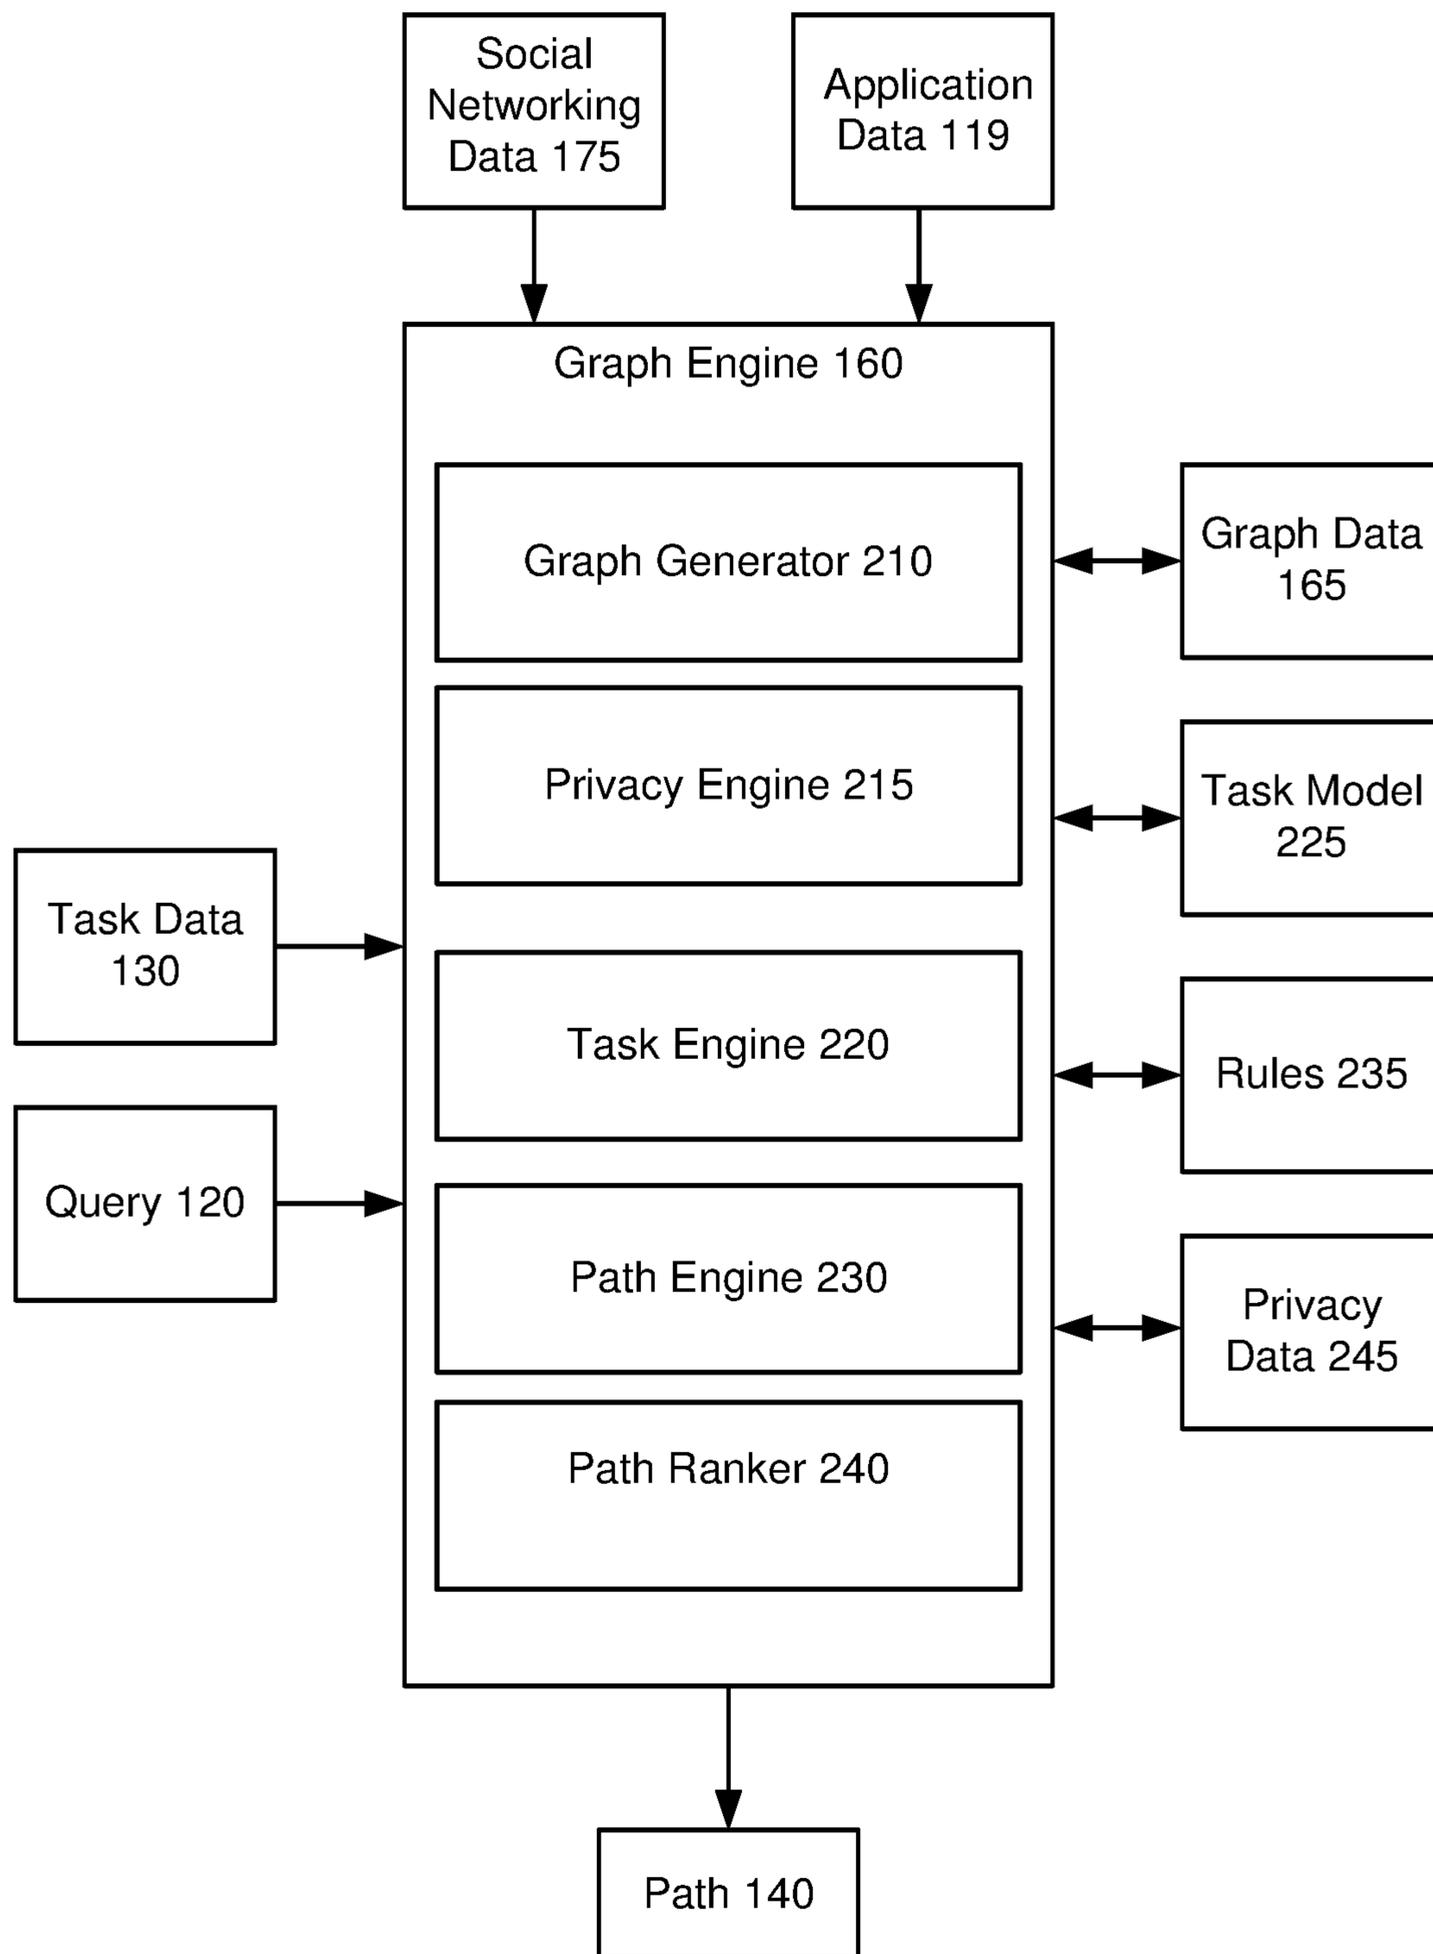 Social
Networking
Data 175
Application
Data 119
Graph Engine 160
Graph Generator 210
Graph Data
165
Privacy Engine 215
Task Model
225
Task Data
130
Task Engine 220
Rules 235
Query 120
Path Engine 230
Privacy
Data 245
Path Ranker 240
Path 140